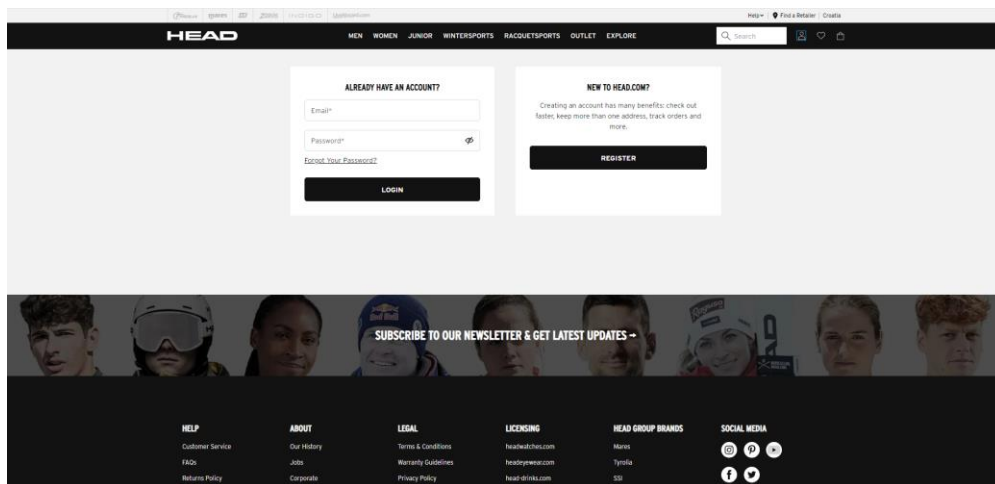 mares
Help
Find a Retailer
Croatia
HEAD
MEN
WOMEN
JUNIOR
WINTERSPORTS
RACQUETSPORTS
OUTLET
EXPLORE
Search
ALREADY HAVE AN ACCOUNT?
Email*
Password*
Forgot Your Password?
LOGIN
NEW TO HEAD.COM?
Creating an account has many benefits: check out
faster, keep more than one address, track orders and
more.
REGISTER
SUBSCRIBE TO OUR NEWSLETTER & GET LATEST UPDATES →
HELP
Customer Service
FAQs
Returns Policy
ABOUT
Our History
Jobs
Corporate
LEGAL
Terms & Conditions
Warranty Guidelines
Privacy Policy
LICENSING
headwatches.com
headeyewear.com
head-drinks.com
HEAD GROUP BRANDS
Mares
Tyrolia
SSI
SOCIAL MEDIA